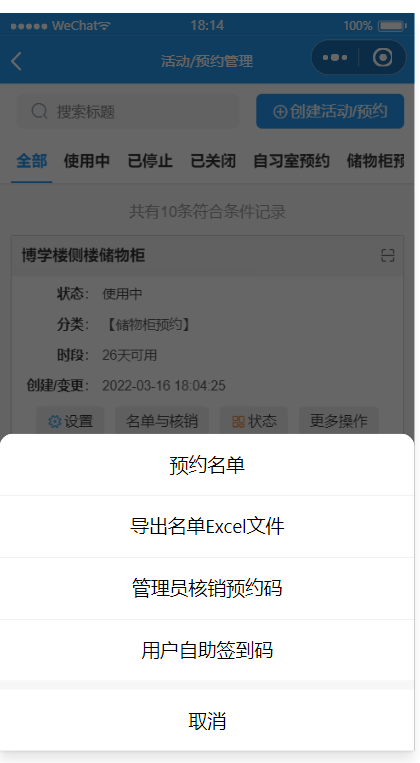 WeChat 18:14 100%
活动/预约管理
搜索标题 创建活动/预约
全部 使用中 已停止 已关闭 自习室预约 储物柜预
共有10条符合条件记录
博学楼侧楼储物柜
状态： 使用中
分类： 【储物柜预约】
时段： 26天可用
创建/变更： 2022-03-16 18:04:25
设置 名单与核销 状态 更多操作
预约名单
导出名单Excel文件
管理员核销预约码
用户自助签到码
取消